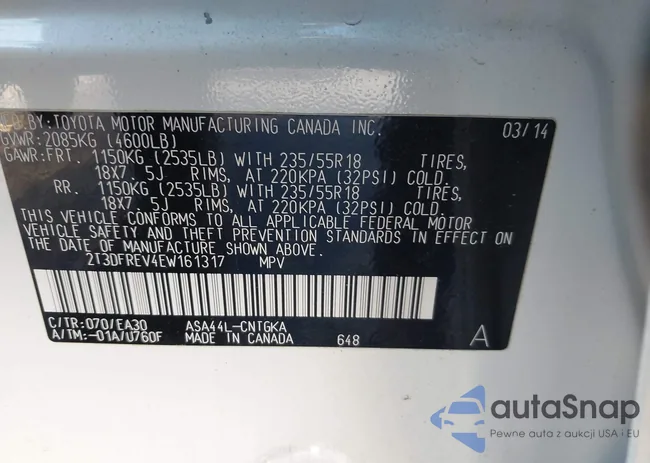 BY: TOYOTA MOTOR MANUFACTURING CANADA INC. 03/14
GVWR: 2085KG (4600LB)
GAWR: FRT. 1150KG (2535LB) WITH 235/55R18 TIRES,
18X7.5J RIMS, AT 220KPA (32PSI) COLD.
RR. 1150KG (2535LB) WITH 235/55R18 TIRES,
18X7.5J RIMS, AT 220KPA (32PSI) COLD.
THIS VEHICLE CONFORMS TO ALL APPLICABLE FEDERAL MOTOR
VEHICLE SAFETY AND THEFT PREVENTION STANDARDS IN EFFECT ON
THE DATE OF MANUFACTURE SHOWN ABOVE.
2T3DFREV4EW161317 MPV
C/TR: 070/EA30 ASA44L-CNTGKA
A/TM: -01A/U760F MADE IN CANADA 648 A
autaSnap
Pewne auta z aukcji USA · EU